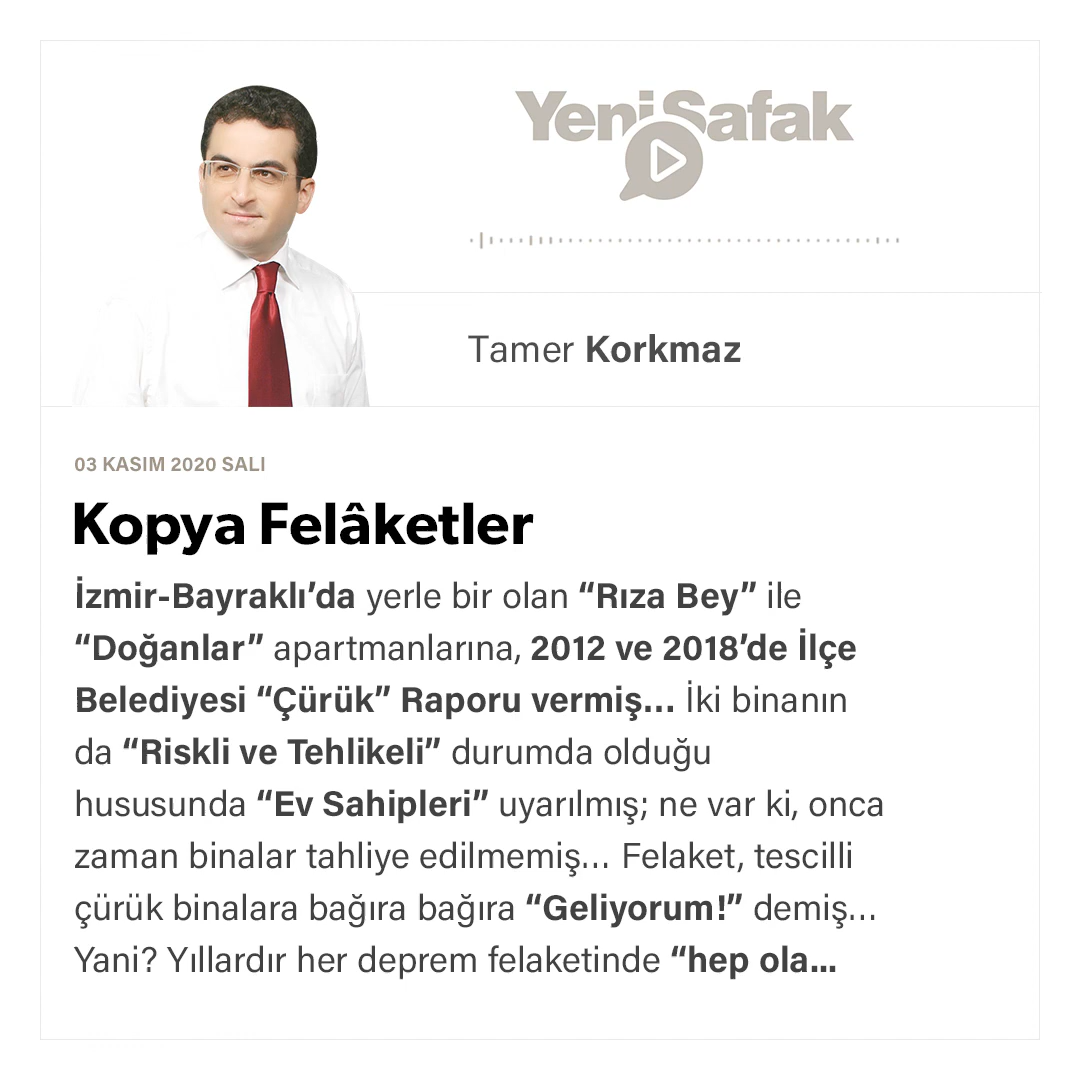 YeniŞafak
Tamer Korkmaz
03 KASIM 2020 SALI
Kopya Felâketler
İzmir-Bayraklı’da yerle bir olan “Rıza Bey” ile
“Doğanlar” apartmanlarına, 2012 ve 2018’de İlçe
Belediyesi “Çürük” Raporu vermiş... İki binanın
da “Riskli ve Tehlikeli” durumda olduğu
hususunda “Ev Sahipleri” uyarılmış; ne var ki, onca
zaman binalar tahliye edilmemiş... Felaket, tescilli
çürük binalara bağıra bağıra “Geliyorum!” demiş...
Yani? Yıllardır her deprem felaketinde “hep ola...